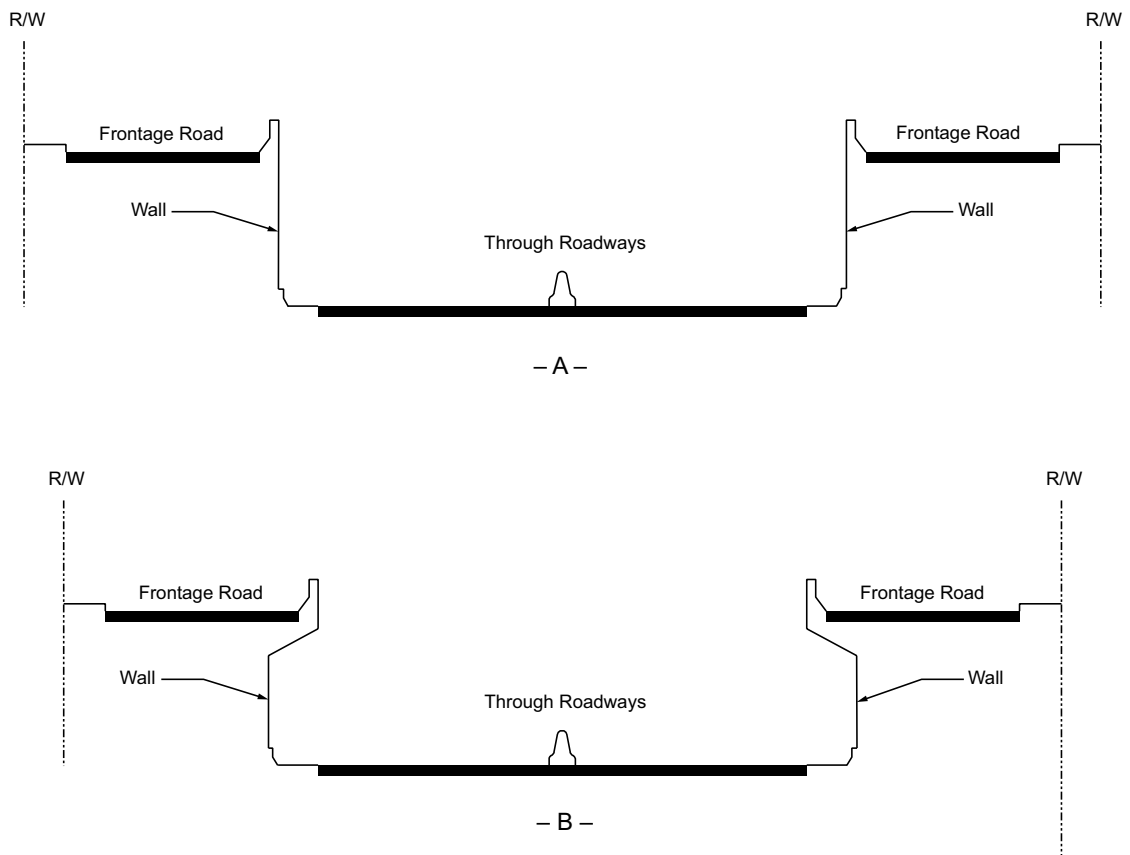 R/W
R/W
Frontage Road
Frontage Road
Wall
Wall
Through Roadways
– A –
R/W
R/W
Frontage Road
Frontage Road
Wall
Wall
Through Roadways
– B –